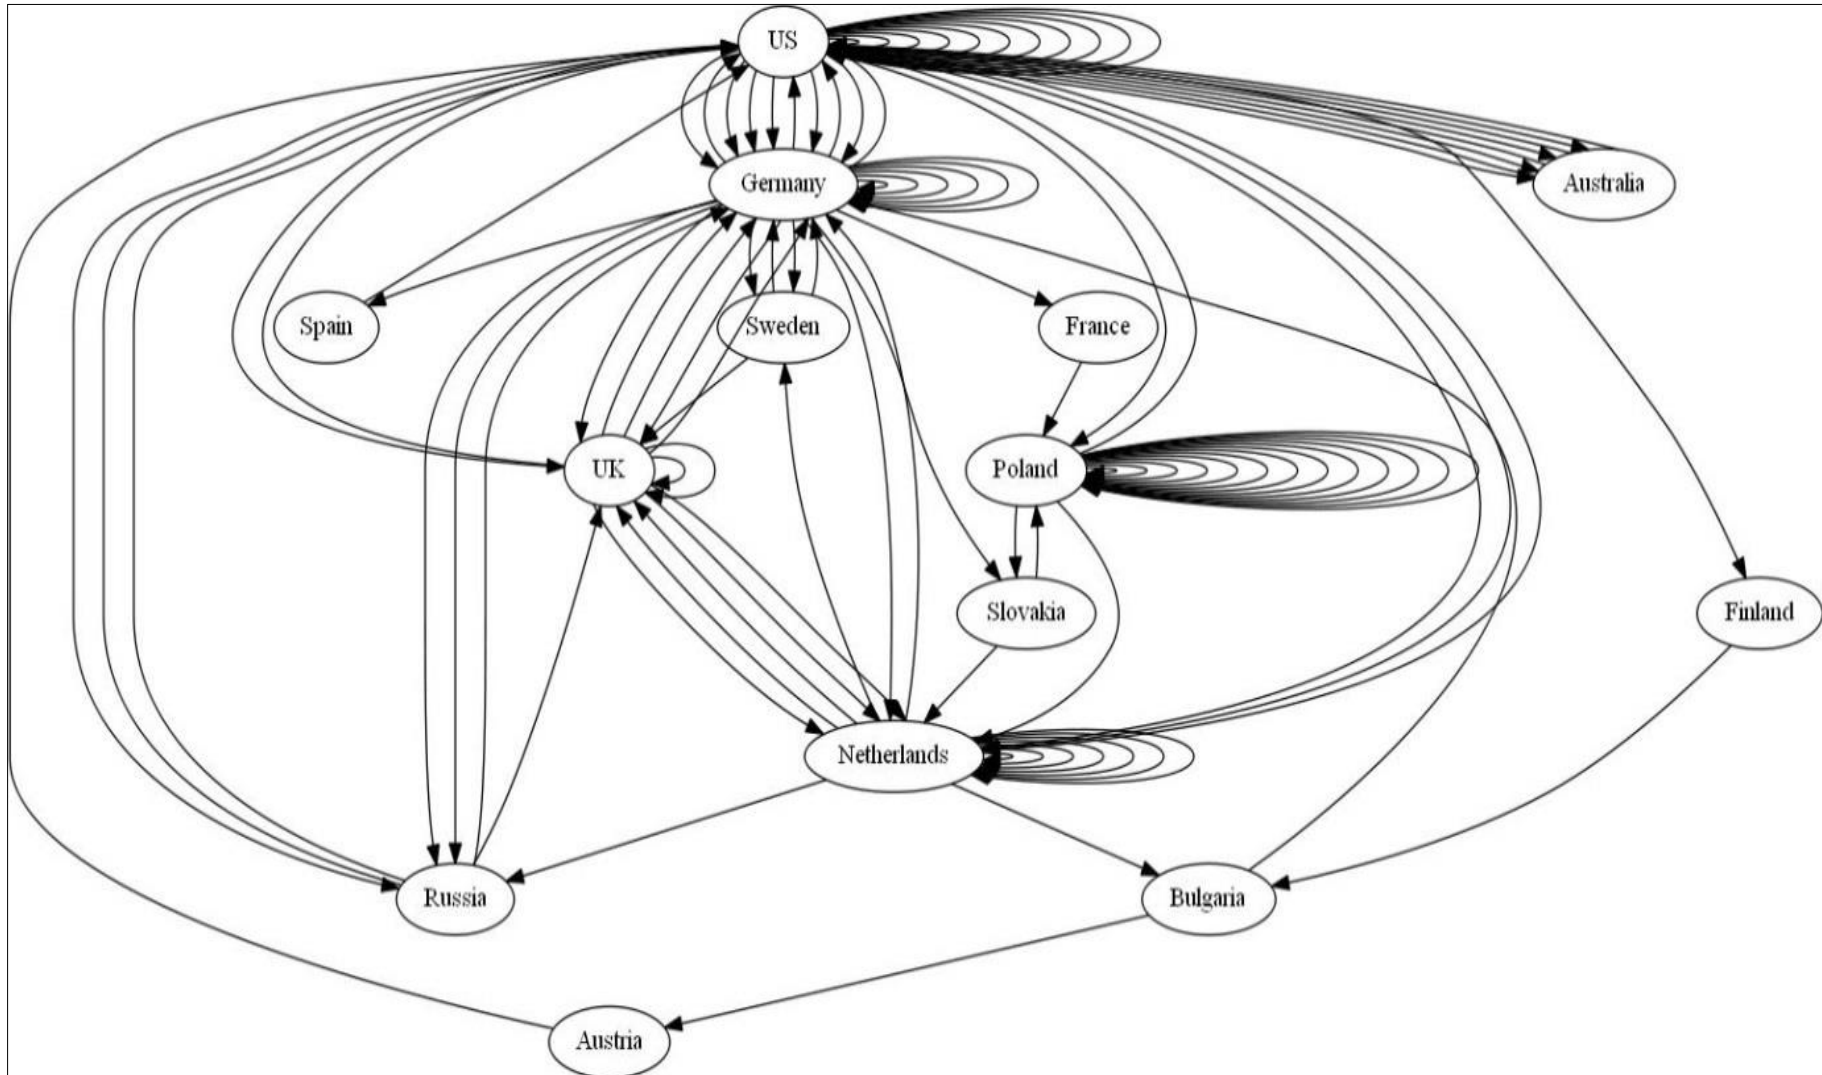 US
Germany
Australia
Spain
Sweden
France
UK
Poland
Slovakia
Finland
Netherlands
Russia
Bulgaria
Austria